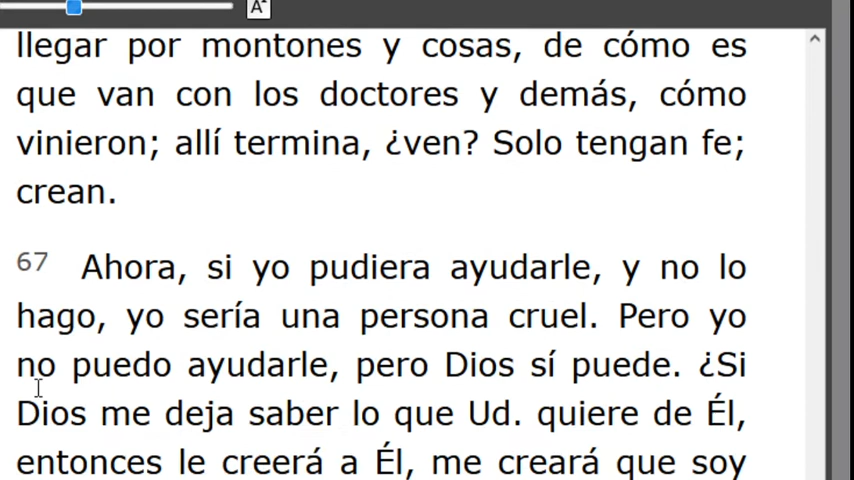 A
llegar por montones y cosas, de cómo es
que van con los doctores y demás, cómo
vinieron; allí termina, ¿ven? Solo tengan fe;
crean.
67 Ahora, si yo pudiera ayudarle, y no lo
hago, yo sería una persona cruel. Pero yo
no puedo ayudarle, pero Dios sí puede. ¿Si
Dios me deja saber lo que Ud. quiere de Él,
entonces le creerá a Él, me creará que soy